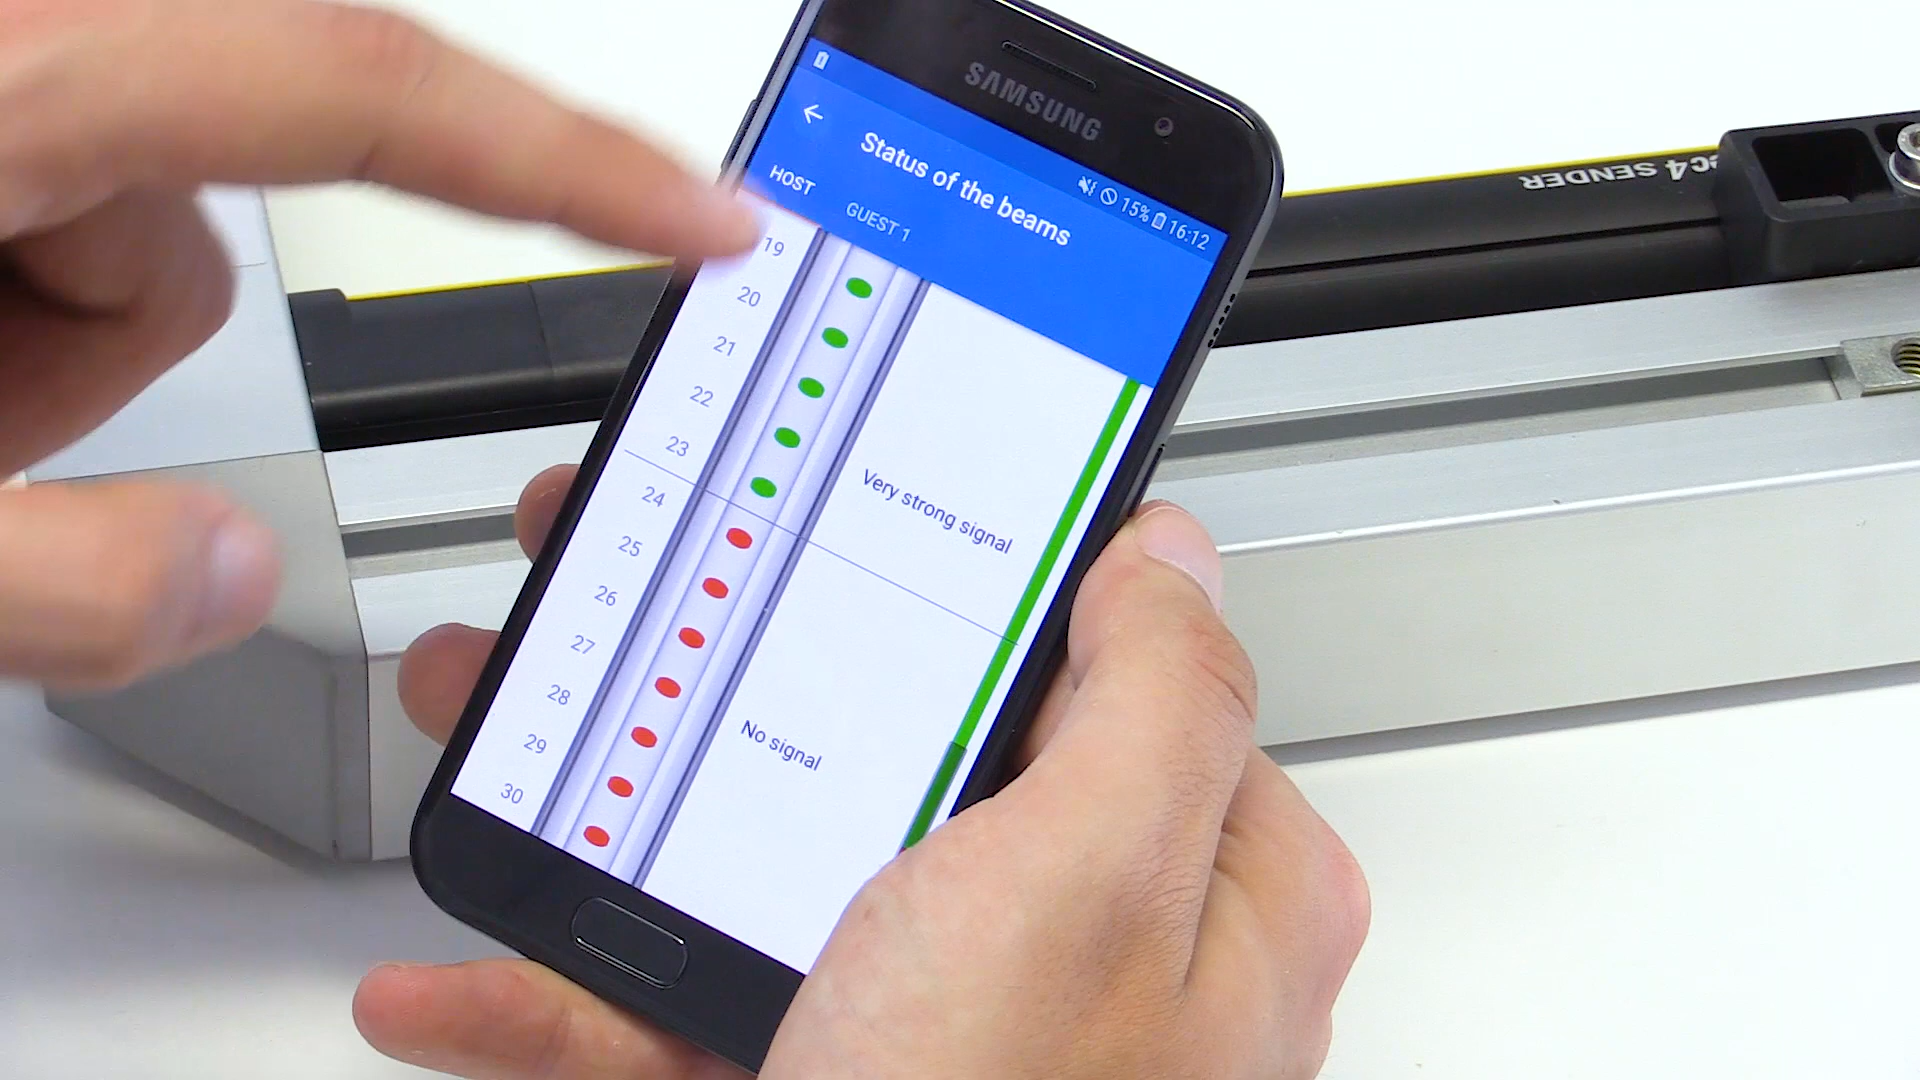 SAMSUNG
15% 16:12
Status of the beams
HOST
GUEST 1
19
20
21
22
23
24
25
26
27
28
29
30
Very strong signal
No signal
C4 SENDER